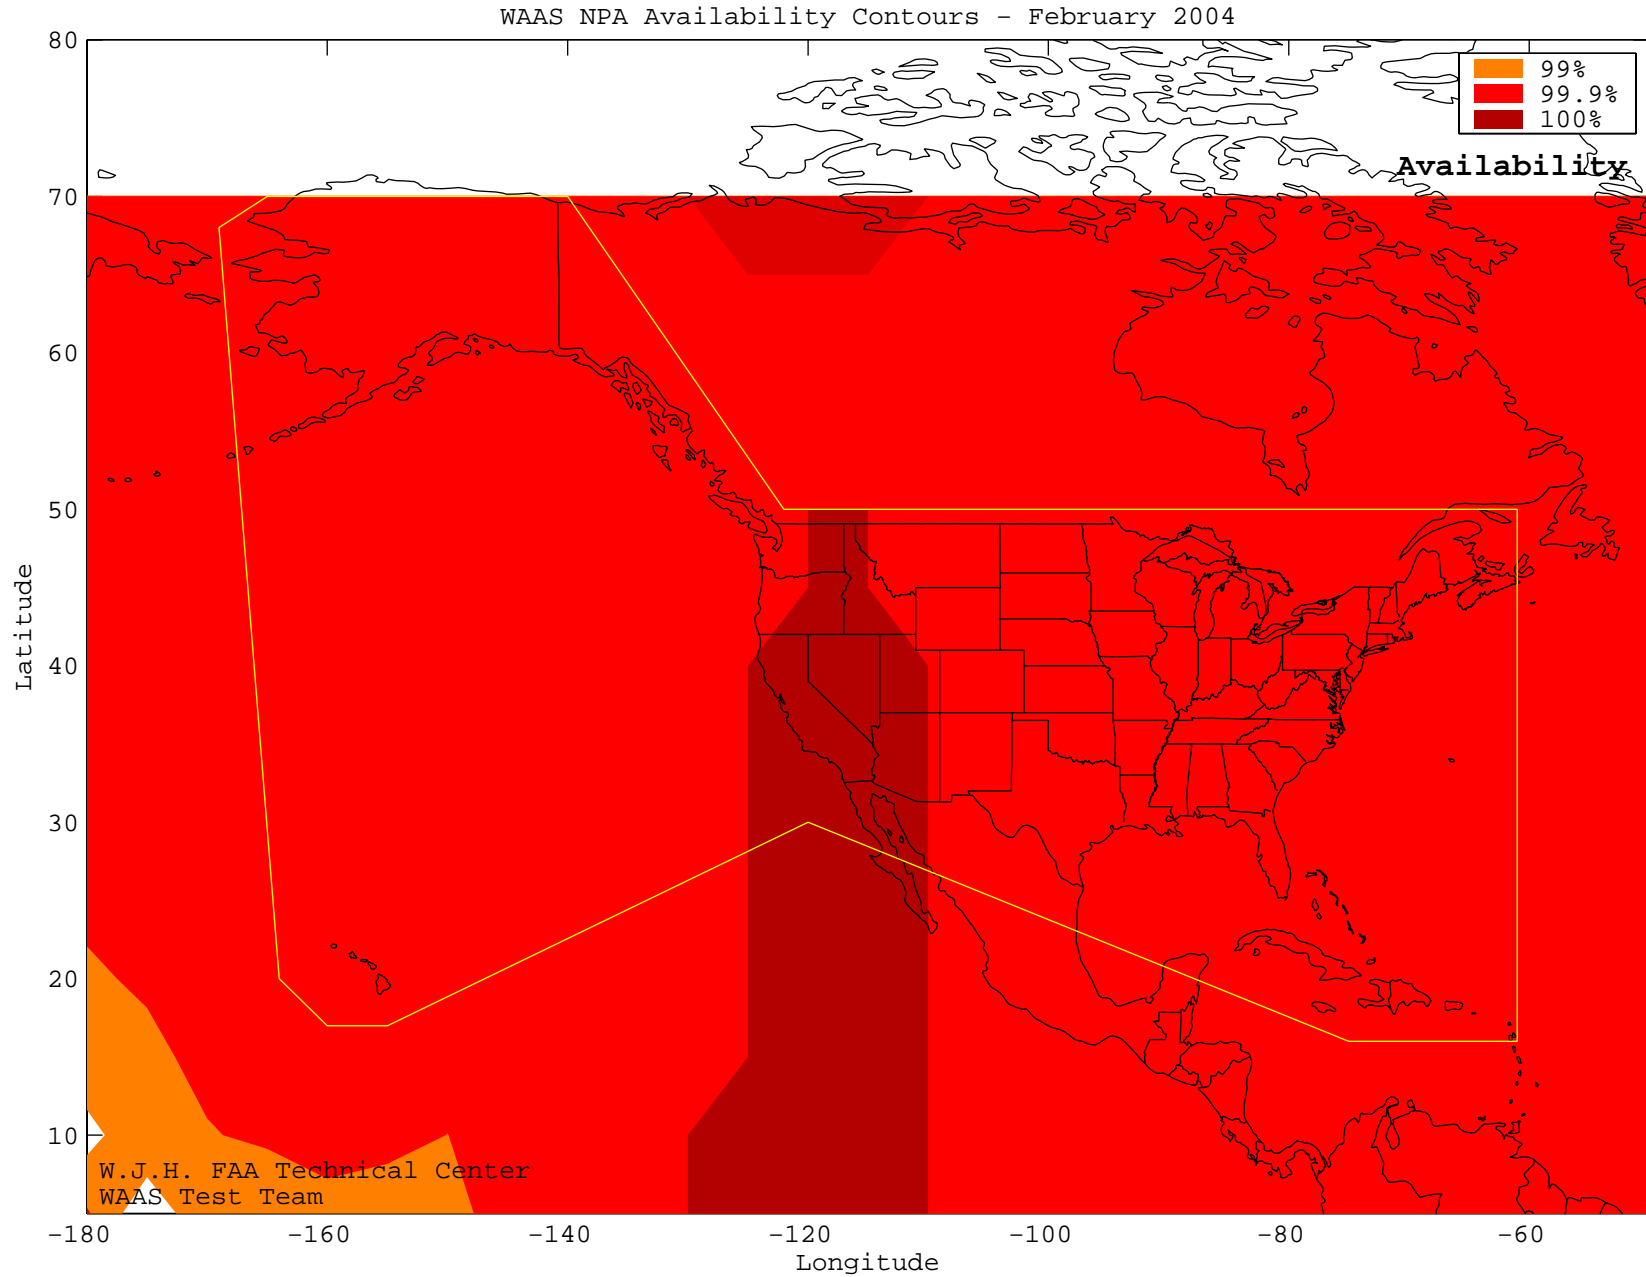 WAAS NPA Availability Contours - February 2004
80
99%
99.9%
100%
Availability
70
60
50
Latitude
40
30
20
10
W.J.H. FAA Technical Center
WAAS Test Team
-180 -160 -140 -120 -100 -80 -60
Longitude